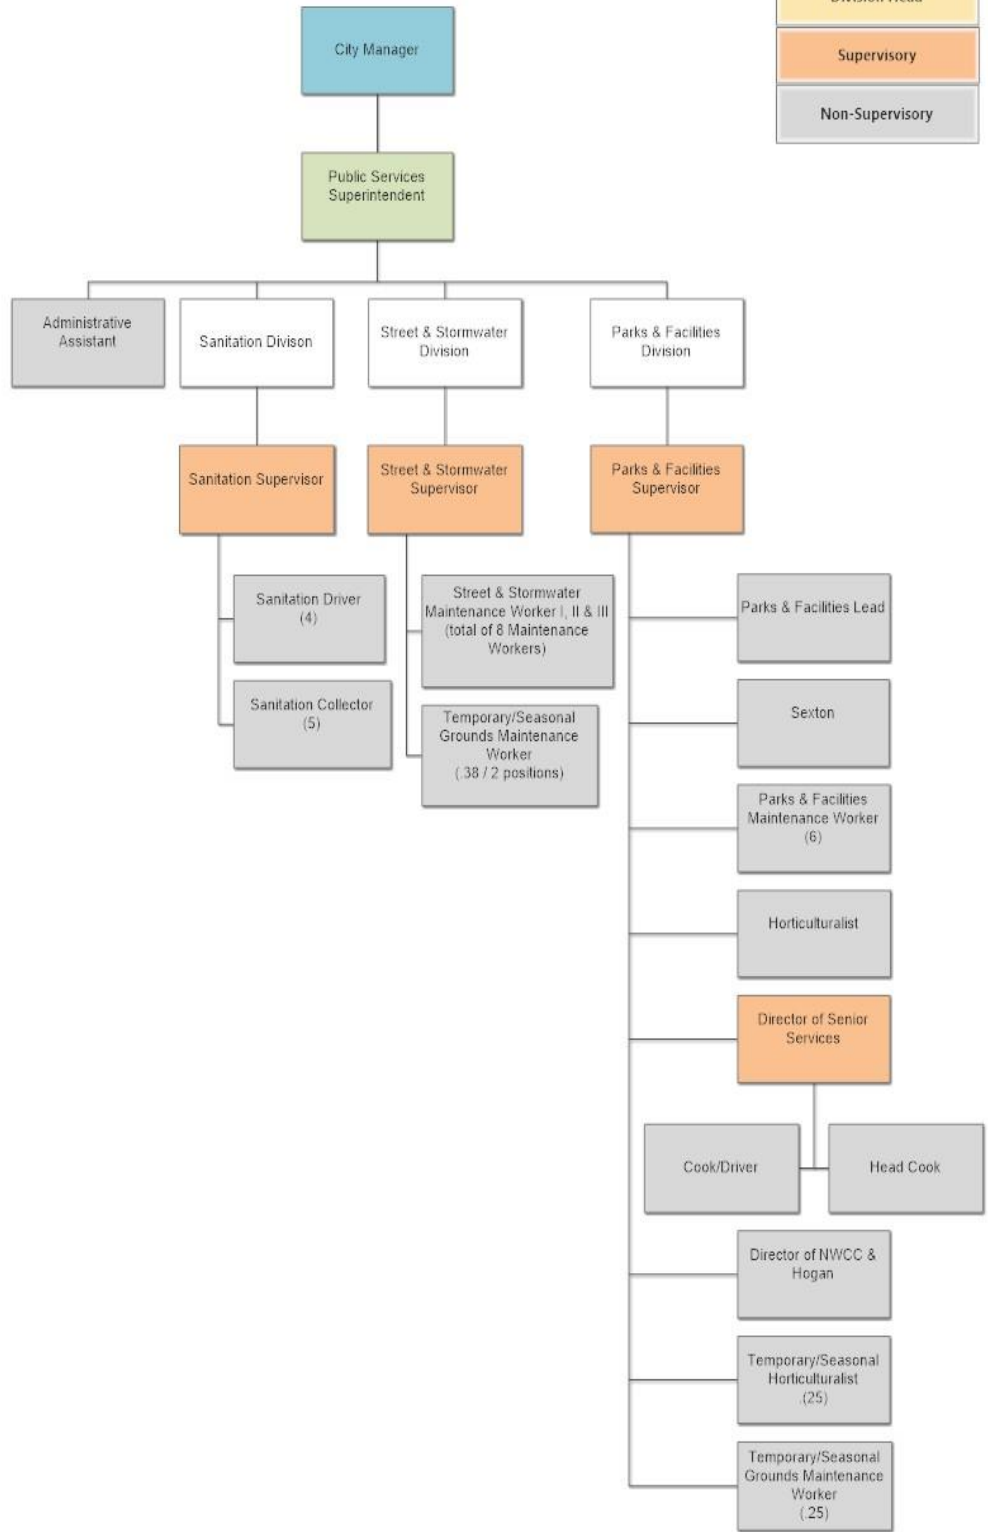 Division Head
Supervisory
Non-Supervisory
City Manager
Public Services
Superintendent
Administrative
Assistant
Sanitation Divison
Street & Stormwater
Division
Parks & Facilities
Division
Sanitation Supervisor
Street & Stormwater
Supervisor
Parks & Facilities
Supervisor
Sanitation Driver
(4)
Sanitation Collector
(5)
Street & Stormwater
Maintenance Worker I, II & III
(total of 8 Maintenance
Workers)
Temporary/Seasonal
Grounds Maintenance
Worker
(.38 / 2 positions)
Parks & Facilities Lead
Sexton
Parks & Facilities
Maintenance Worker
(6)
Horticulturalist
Director of Senior
Services
Cook/Driver
Head Cook
Director of NWCC &
Hogan
Temporary/Seasonal
Horticulturalist
.(25)
Temporary/Seasonal
Grounds Maintenance
Worker
(.25)